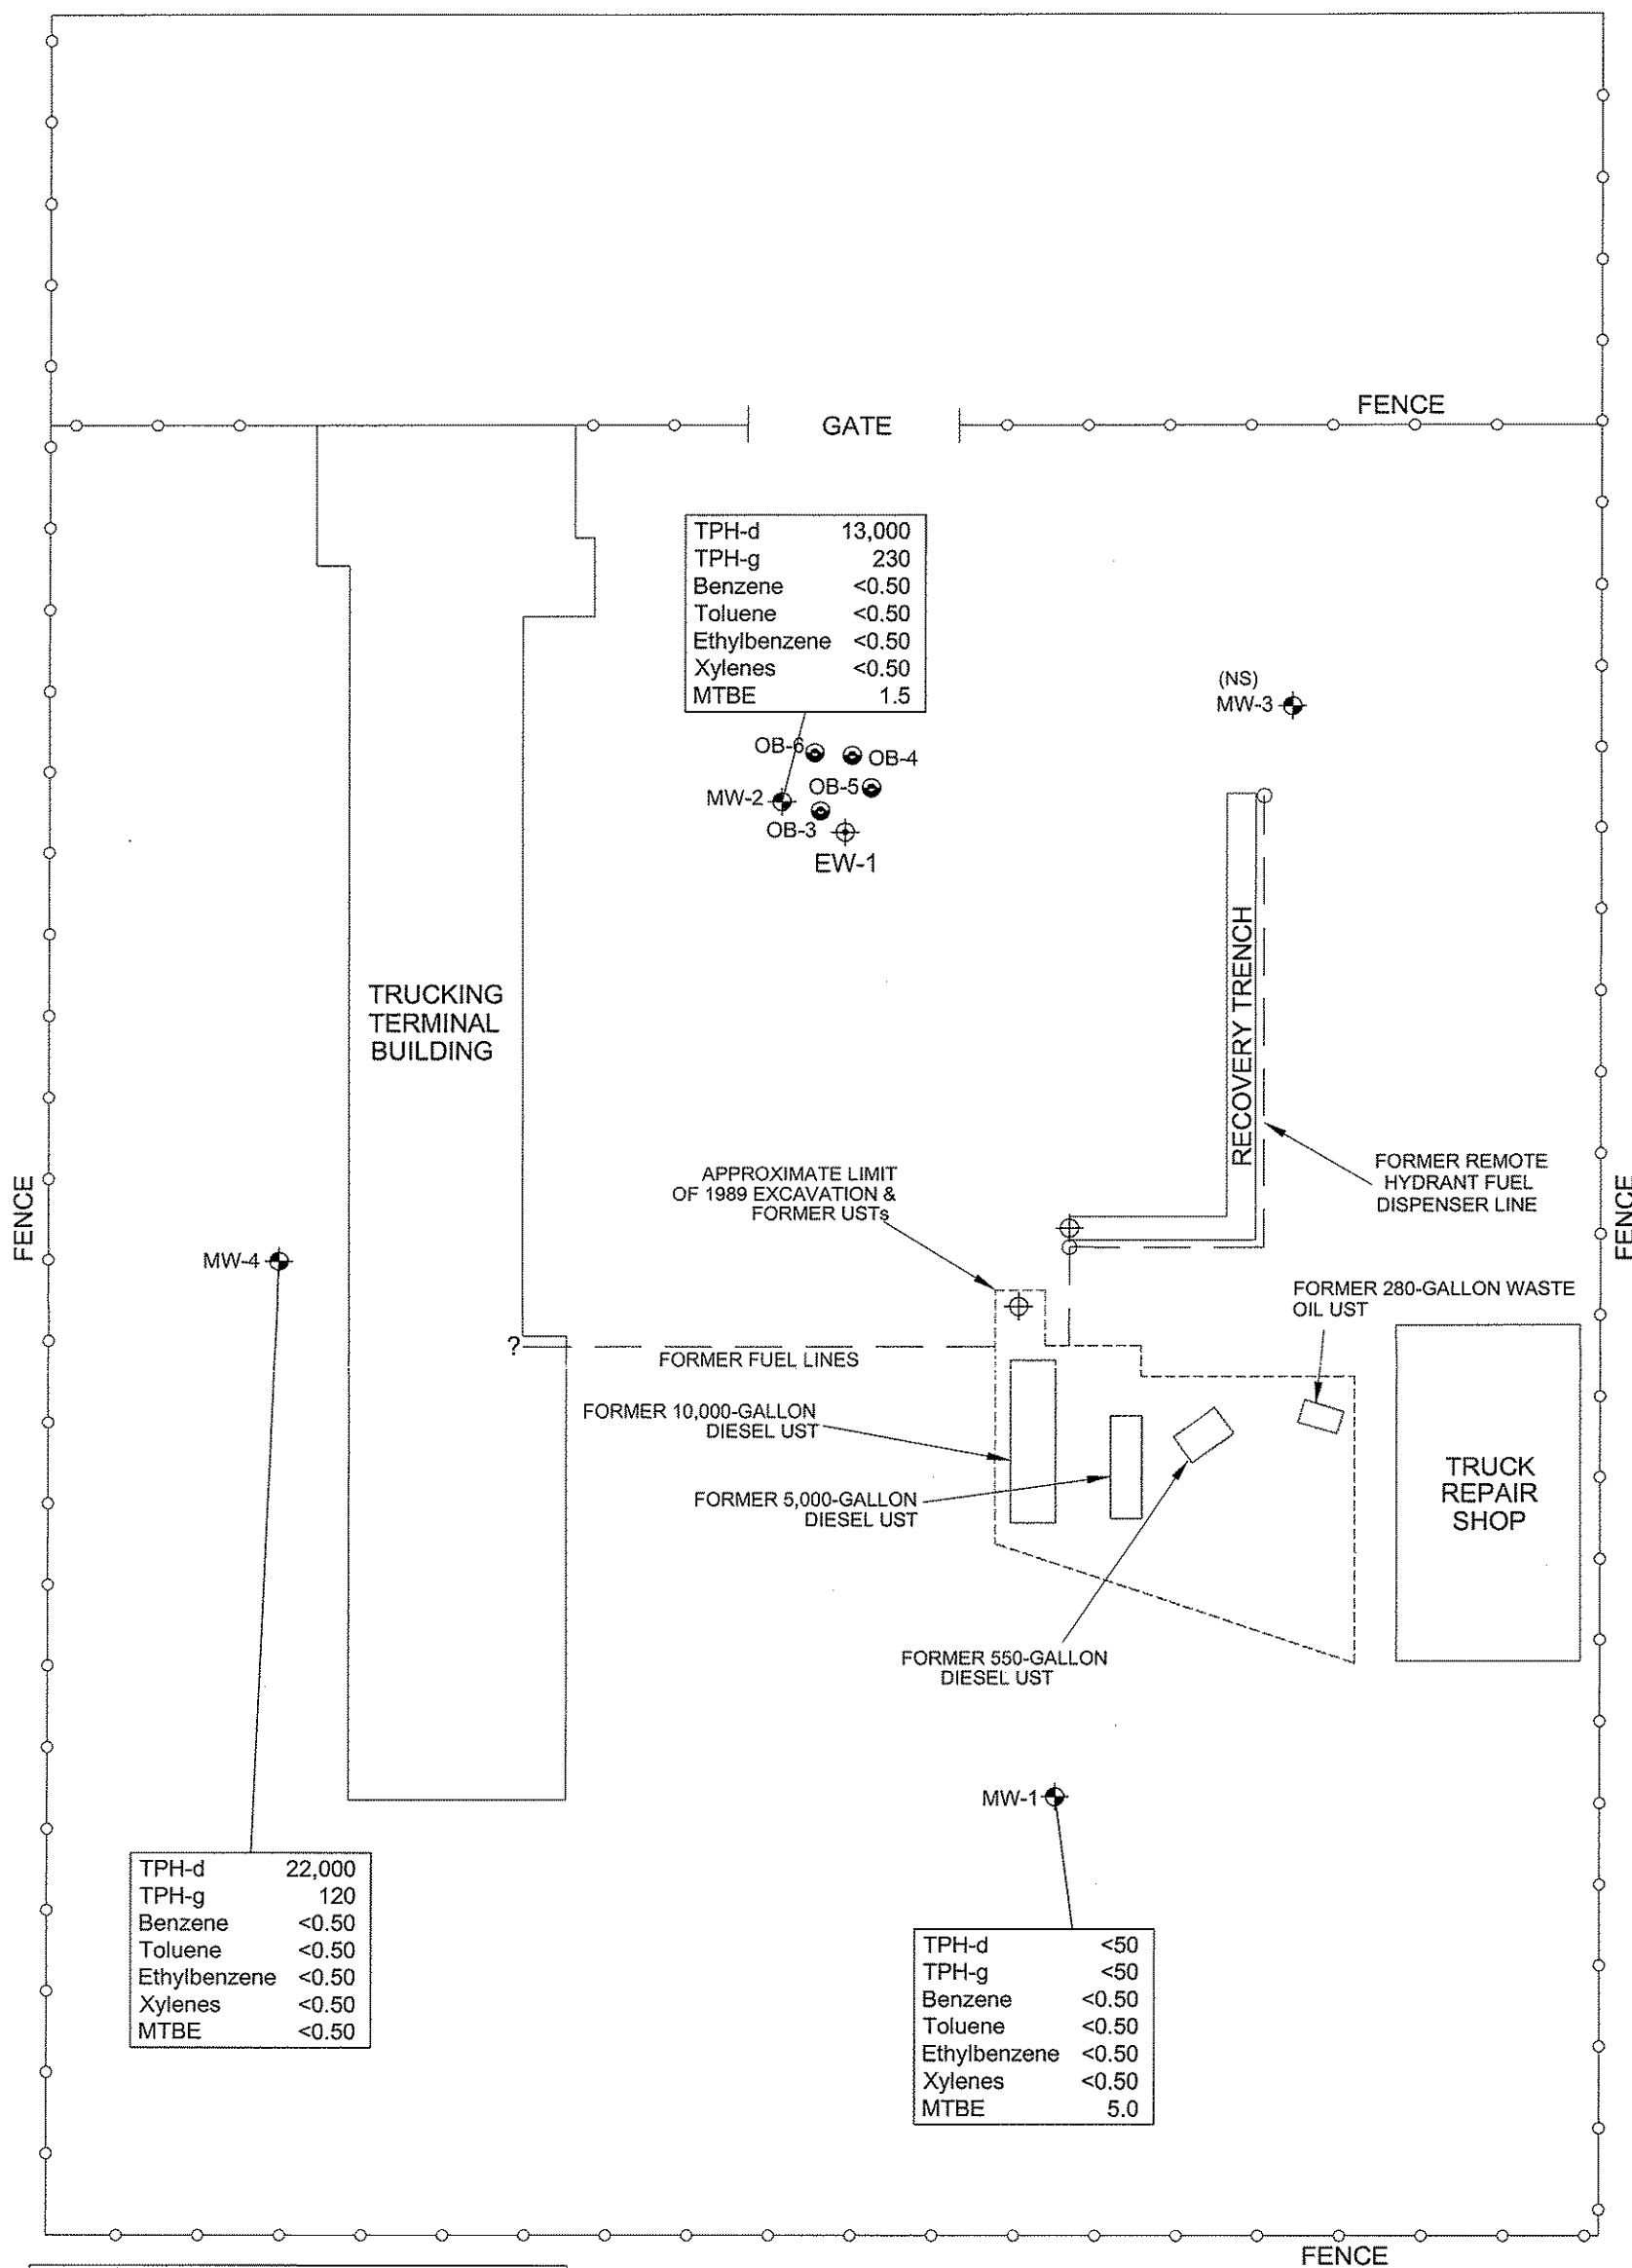 FENCE
GATE
TPH-d 13,000
TPH-g 230
Benzene <0.50
Toluene <0.50
Ethylbenzene <0.50
Xylenes <0.50
MTBE 1.5
(NS)
MW-3
OB-6
OB-4
OB-5
MW-2
OB-3
EW-1
RECOVERY TRENCH
TRUCKING
TERMINAL
BUILDING
APPROXIMATE LIMIT
OF 1989 EXCAVATION &
FORMER USTs
FORMER REMOTE
HYDRANT FUEL
DISPENSER LINE
FENCE
FENCE
MW-4
FORMER 280-GALLON WASTE
OIL UST
?
FORMER FUEL LINES
FORMER 10,000-GALLON
DIESEL UST
FORMER 5,000-GALLON
DIESEL UST
TRUCK
REPAIR
SHOP
FORMER 550-GALLON
DIESEL UST
MW-1
TPH-d 22,000
TPH-g 120
Benzene <0.50
Toluene <0.50
Ethylbenzene <0.50
Xylenes <0.50
MTBE <0.50
TPH-d <50
TPH-g <50
Benzene <0.50
Toluene <0.50
Ethylbenzene <0.50
Xylenes <0.50
MTBE 5.0
FENCE